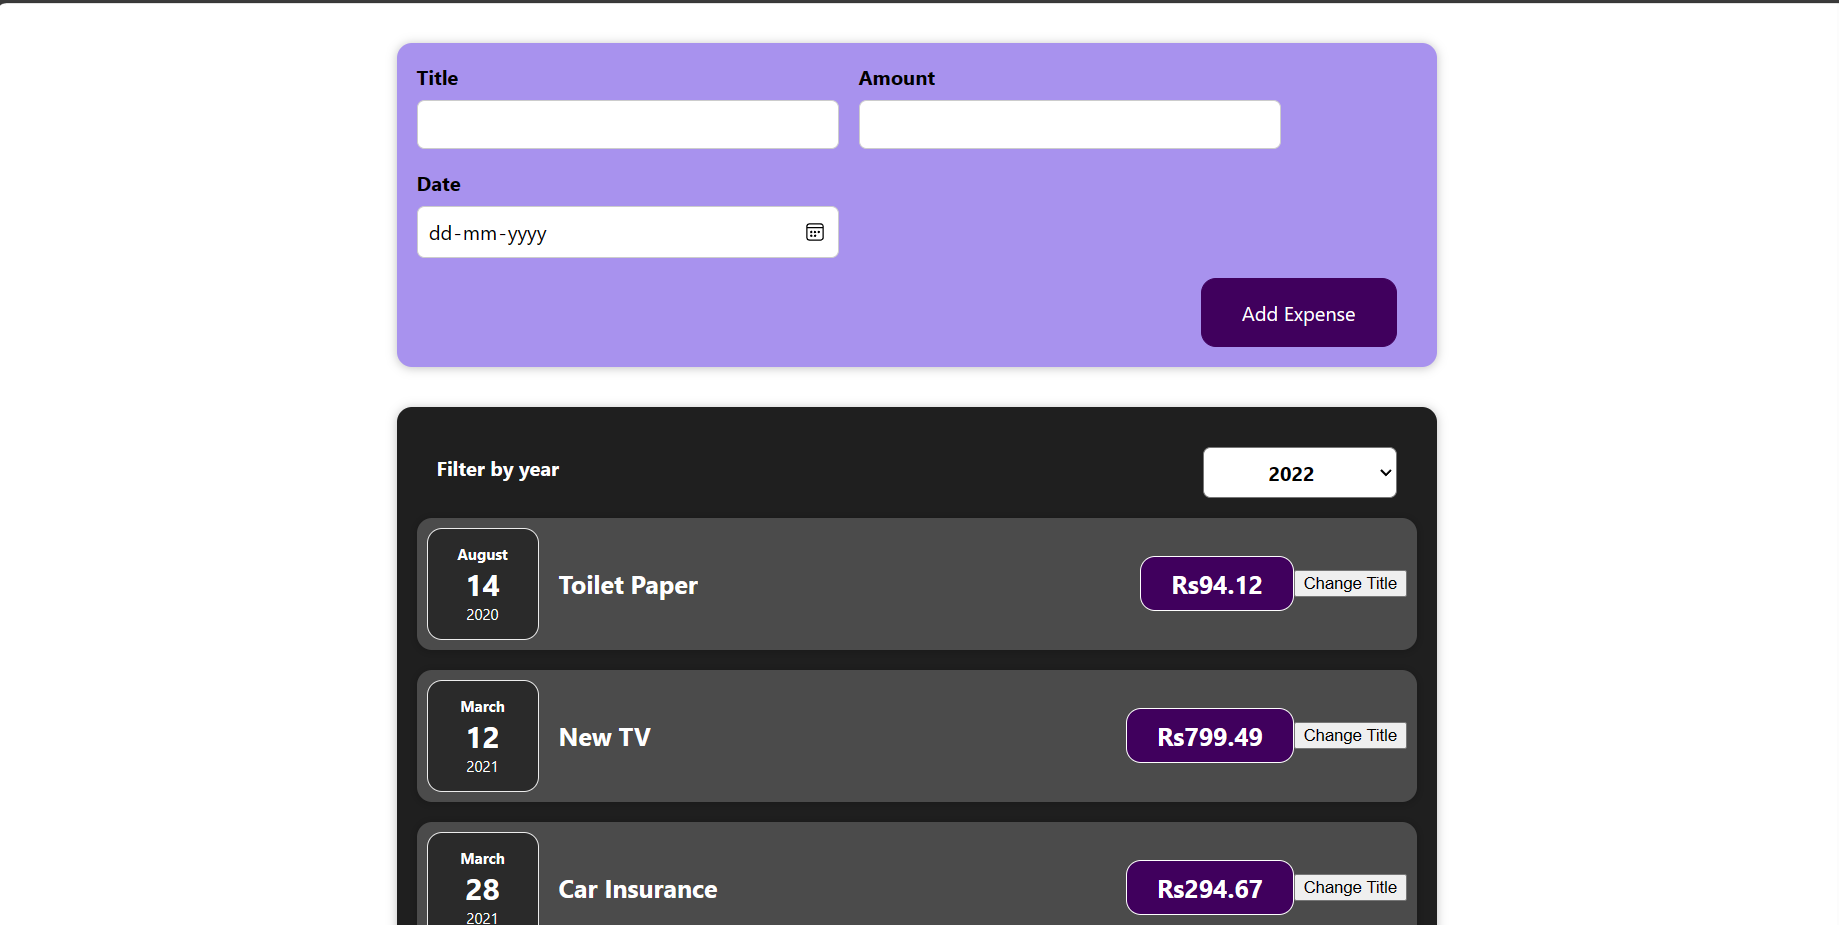 Title
Amount
Date
dd-mm-yyyy
Add Expense
Filter by year
2022
August
14
2020
Toilet Paper
Rs94.12
Change Title
March
12
2021
New TV
Rs799.49
Change Title
March
28
2021
Car Insurance
Rs294.67
Change Title